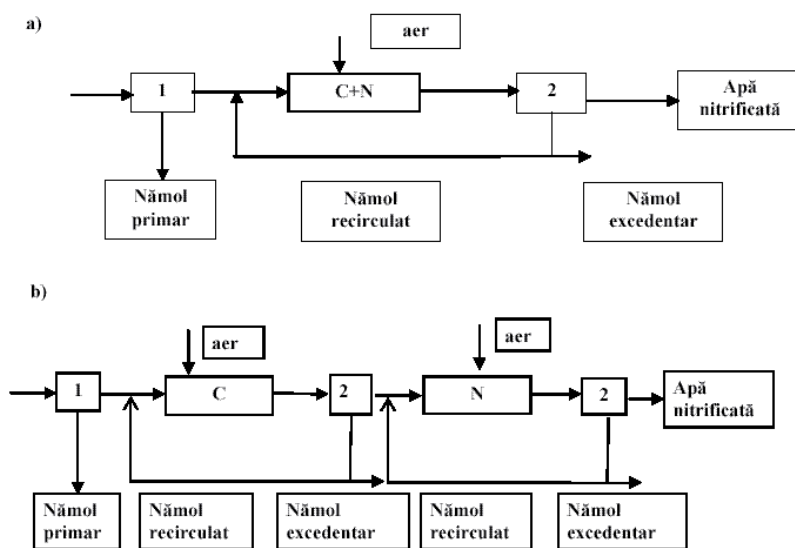 a)
aer
1
C+N
2
Apă
nitrificată
Nămol
primar
Nămol
recirculat
Nămol
excedentar
b)
aer
aer
1
C
2
N
2
Apă
nitrificată
Nămol
primar
Nămol
recirculat
Nămol
excedentar
Nămol
recirculat
Nămol
excedentar